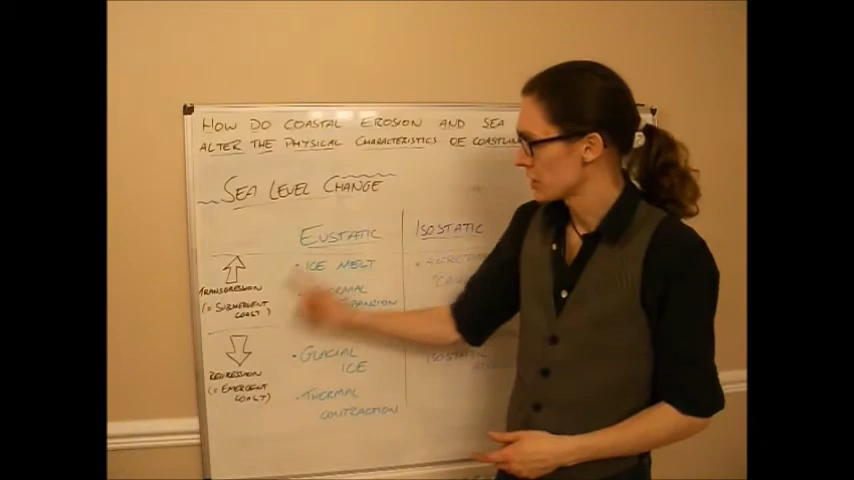 HOW DO COASTAL EROSION AND SEA
ALTER THE PHYSICAL CHARACTERISTICS OF
SEA LEVEL CHANGE
EUSTATIC
ISOSTATIC
TRANSGRESSION
(= SUBMERGENT
COAST)
• ICE MELT
REGRESSION
(= EMERGENT
COAST)
• GLACIAL
ICE
• THERMAL
CONTRACTION
ISOSTATIC